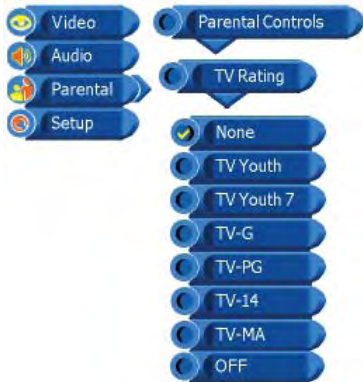 Video
Audio
Parental
Setup
Parental Controls
TV Rating
None
TV Youth
TV Youth 7
TV-G
TV-PG
TV-14
TV-MA
OFF